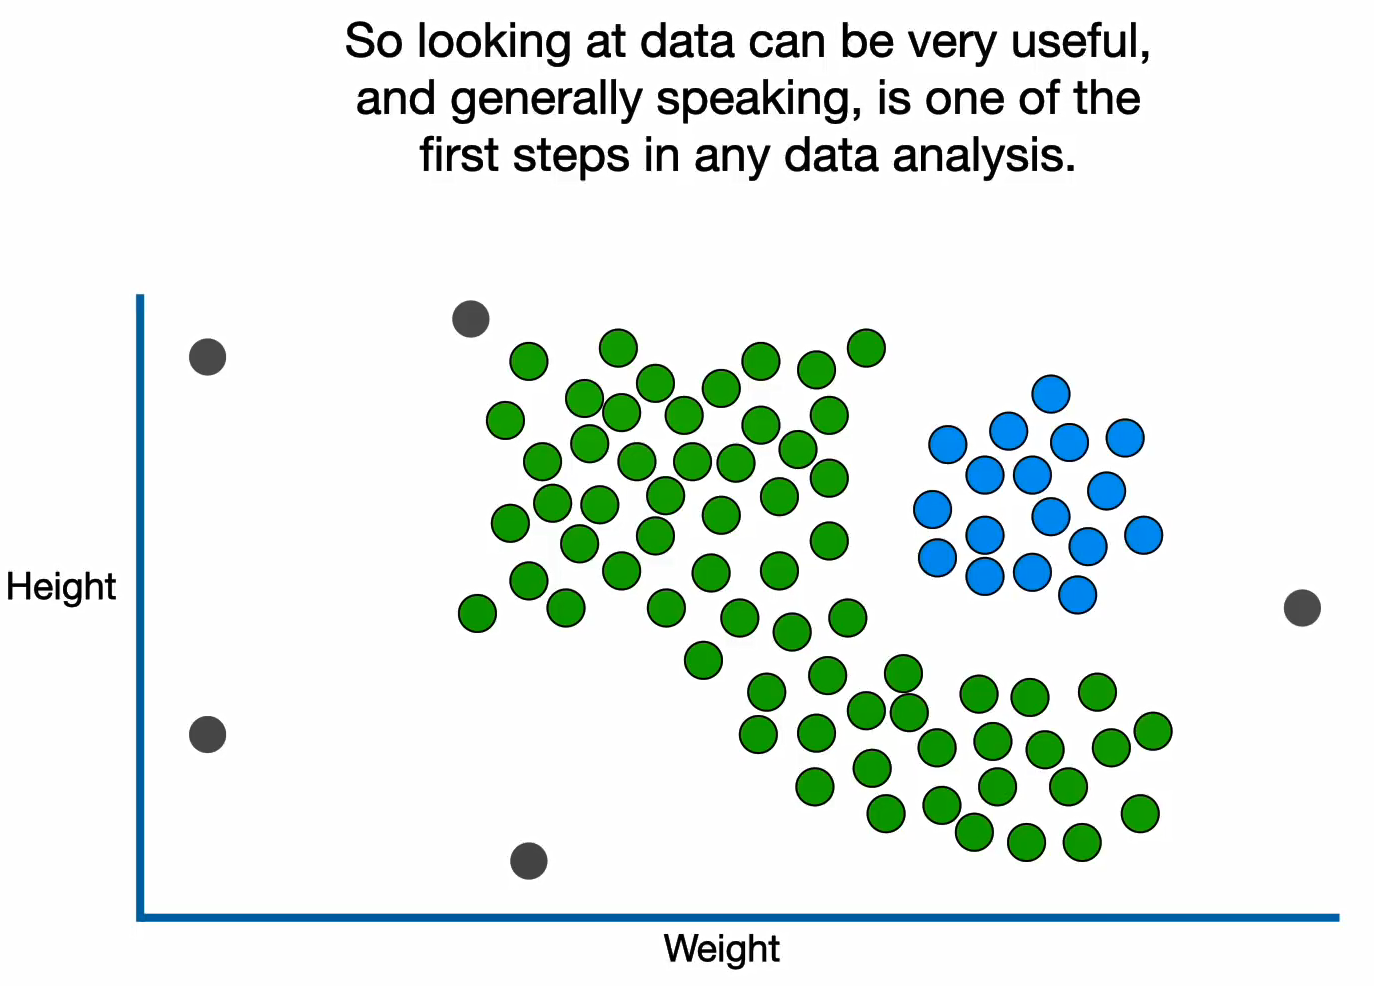 So looking at data can be very useful,
and generally speaking, is one of the
first steps in any data analysis.
Height
Weight